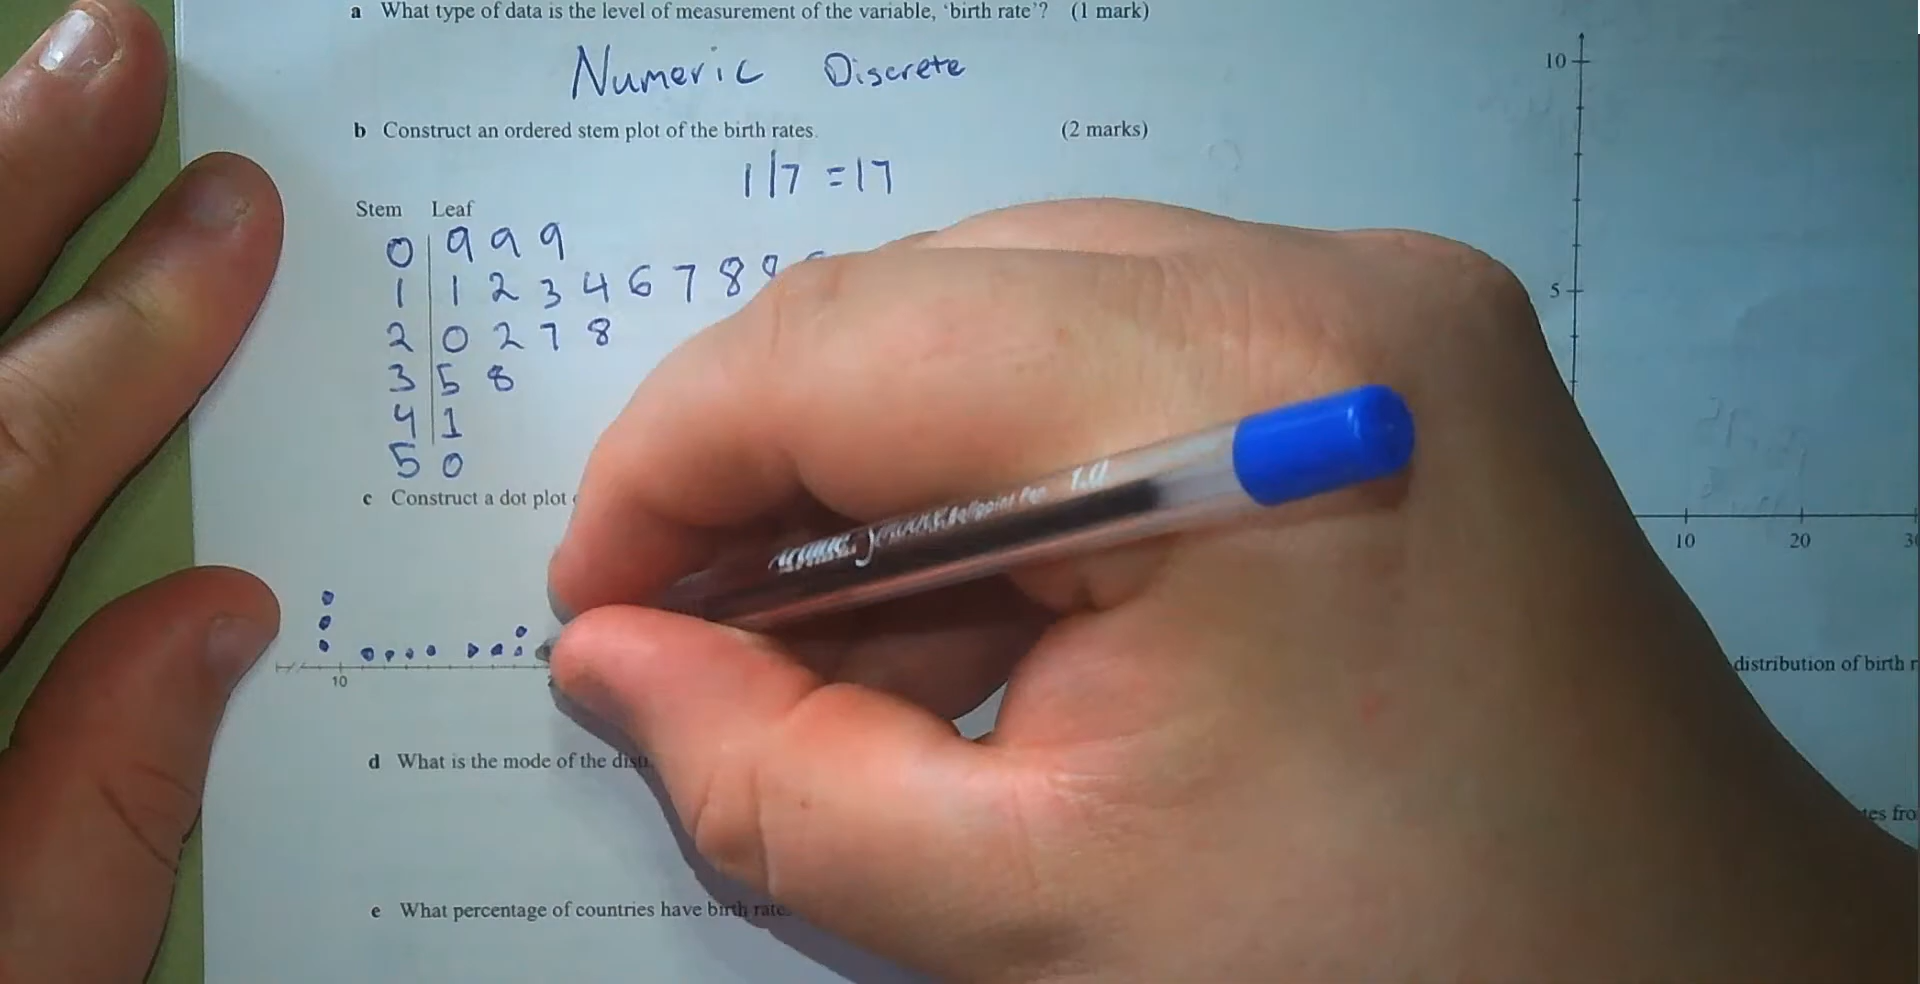 a What type of data is the level of measurement of the variable, ‘birth rate’? (1 mark)
Numeric Discrete
b Construct an ordered stem plot of the birth rates. (2 marks)
1|7 = 17
Stem Leaf
0 | 9 9 9
1 | 1 2 3 4 6 7 8 8
2 | 0 2 7 8
3 | 5 8
4 | 1
5 0
c Construct a dot plot
10
d What is the mode of the
e What percentage of countries have birth
10
5
10 20
distribution of birth
1.0